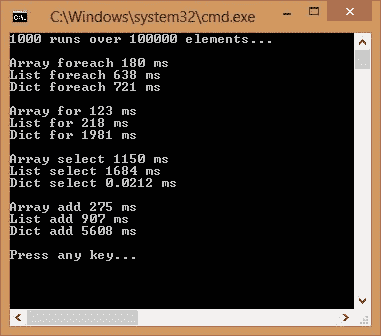 C:\Windows\system32\cmd.exe
1000 runs over 100000 elements...
Array foreach 180 ms
List foreach 638 ms
Dict foreach 721 ms
Array for 123 ms
List for 218 ms
Dict for 1981 ms
Array select 1150 ms
List select 1684 ms
Dict select 0.0212 ms
Array add 275 ms
List add 907 ms
Dict add 5608 ms
Press any key...